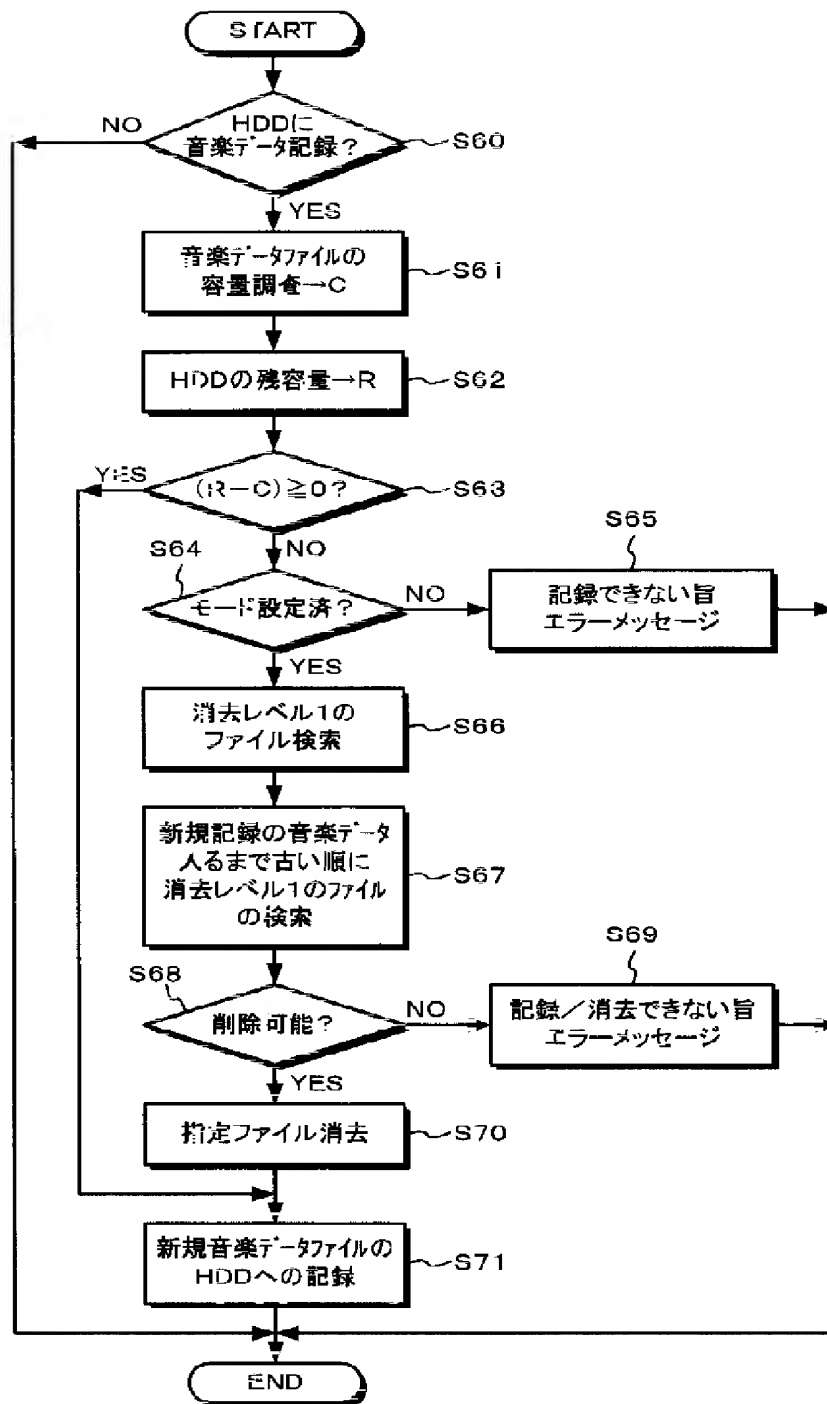 START
HDDに
音楽データ記録？
S60
NO
YES
音楽データファイルの
容量調査→C
S61
HDDの残容量→R
S62
(R-C)≧0？
S63
YES
NO
S64
モード設定済？
NO
YES
S65
記録できない旨
エラーメッセージ
消去レベル1の
ファイル検索
S66
新規記録の音楽データ
入るまで古い順に
消去レベル1のファイル
の検索
S67
S68
削除可能？
NO
YES
S69
記録／消去できない旨
エラーメッセージ
指定ファイル消去
S70
新規音楽データファイルの
HDDへの記録
S71
END